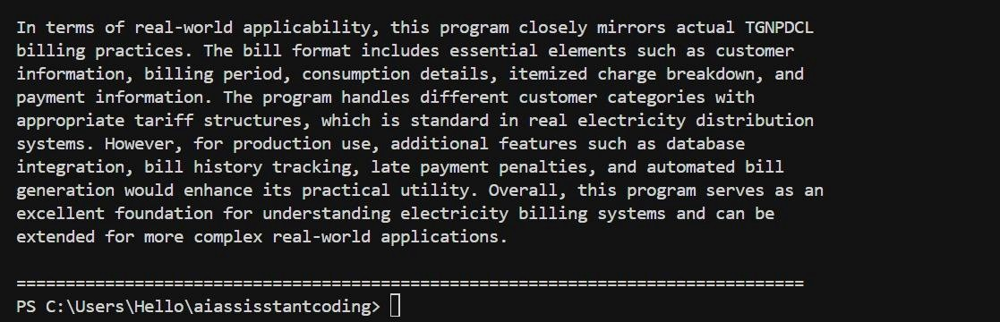 In terms of real-world applicability, this program closely mirrors actual TGNPDCL
billing practices. The bill format includes essential elements such as customer
information, billing period, consumption details, itemized charge breakdown, and
payment information. The program handles different customer categories with
appropriate tariff structures, which is standard in real electricity distribution
systems. However, for production use, additional features such as database
integration, bill history tracking, late payment penalties, and automated bill
generation would enhance its practical utility. Overall, this program serves as an
excellent foundation for understanding electricity billing systems and can be
extended for more complex real-world applications.
================================================================================
PS C:\Users\Hello\aiassisstantcoding>